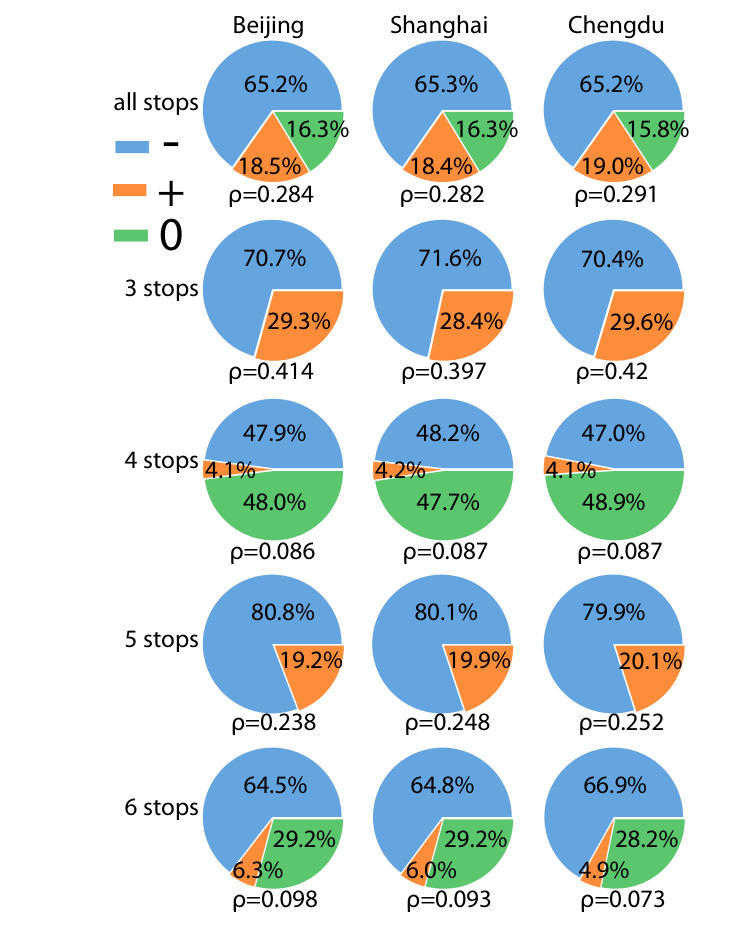 Beijing Shanghai Chengdu
all stops
65.2% 65.3% 65.2%
16.3% 16.3% 15.8%
-
18.5% 18.4% 19.0%
+
ρ=0.284 ρ=0.282 ρ=0.291
0
70.7% 71.6% 70.4%
3 stops
29.3% 28.4% 29.6%
ρ=0.414 ρ=0.397 ρ=0.42
47.9% 48.2% 47.0%
4 stops
4.1% 4.2% 4.1%
48.0% 47.7% 48.9%
ρ=0.086 ρ=0.087 ρ=0.087
80.8% 80.1% 79.9%
5 stops
19.2% 19.9% 20.1%
ρ=0.238 ρ=0.248 ρ=0.252
64.5% 64.8% 66.9%
6 stops
29.2% 29.2% 28.2%
6.3% 6.0% 4.9%
ρ=0.098 ρ=0.093 ρ=0.073